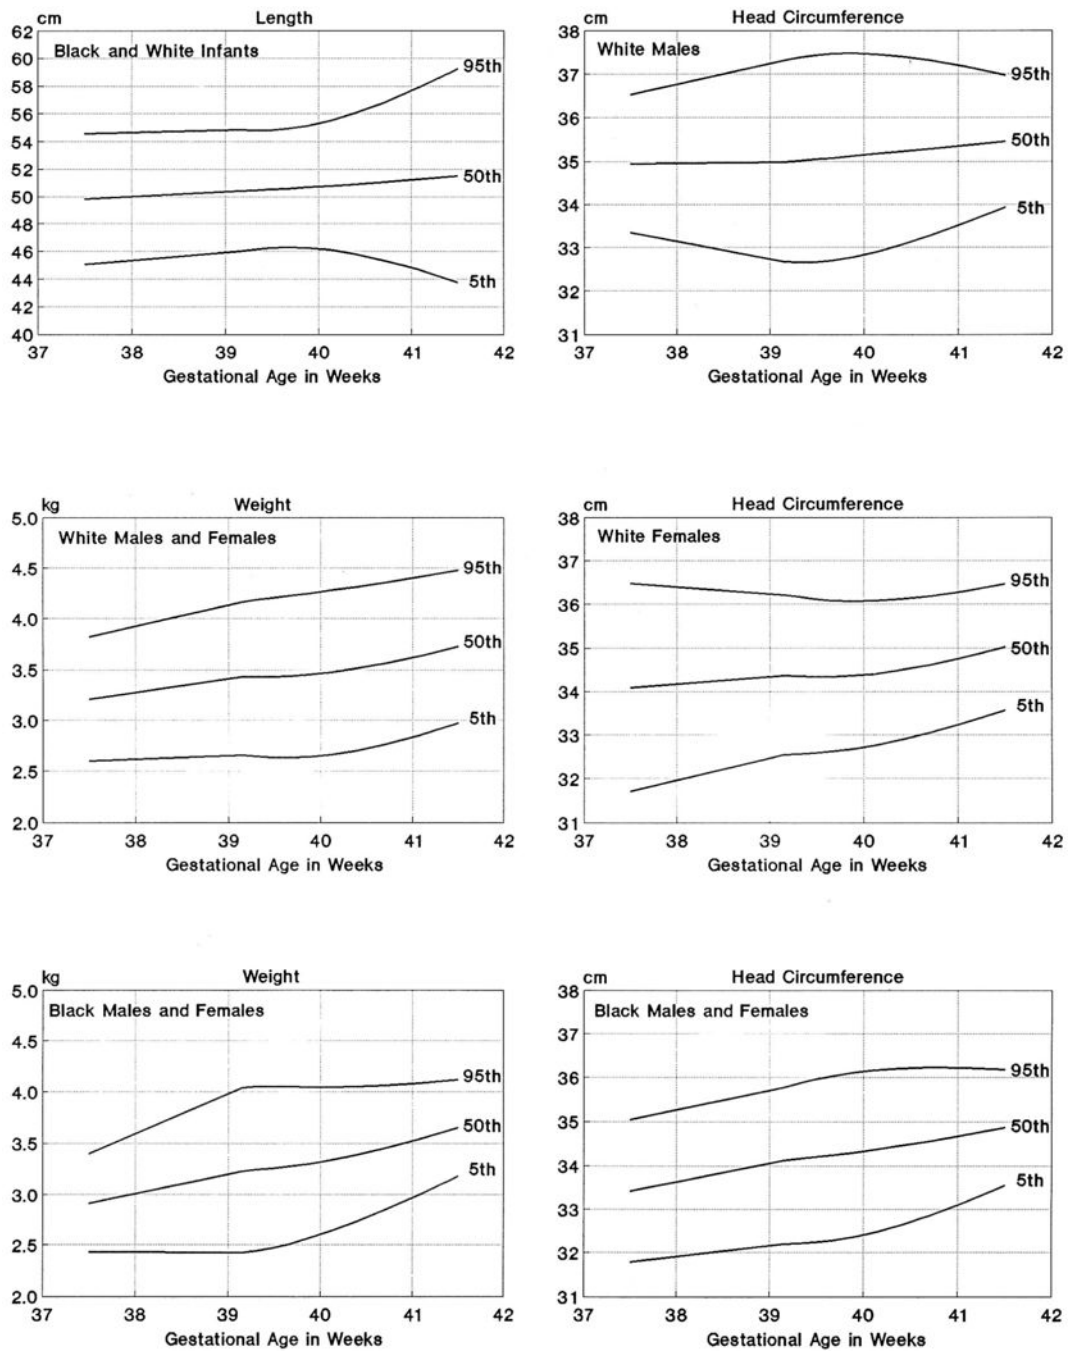 cm Length
Black and White Infants
62
60
58
56
54
52
50
48
46
44
42
40
95th
50th
5th
37 38 39 40 41 42
Gestational Age in Weeks
cm Head Circumference
White Males
38
37
36
35
34
33
32
31
95th
50th
5th
37 38 39 40 41 42
Gestational Age in Weeks
kg Weight
White Males and Females
5.0
4.5
4.0
3.5
3.0
2.5
2.0
95th
50th
5th
37 38 39 40 41 42
Gestational Age in Weeks
cm Head Circumference
White Females
38
37
36
35
34
33
32
31
95th
50th
5th
37 38 39 40 41 42
Gestational Age in Weeks
kg Weight
Black Males and Females
5.0
4.5
4.0
3.5
3.0
2.5
2.0
95th
50th
5th
37 38 39 40 41 42
Gestational Age in Weeks
cm Head Circumference
Black Males and Females
38
37
36
35
34
33
32
31
95th
50th
5th
37 38 39 40 41 42
Gestational Age in Weeks